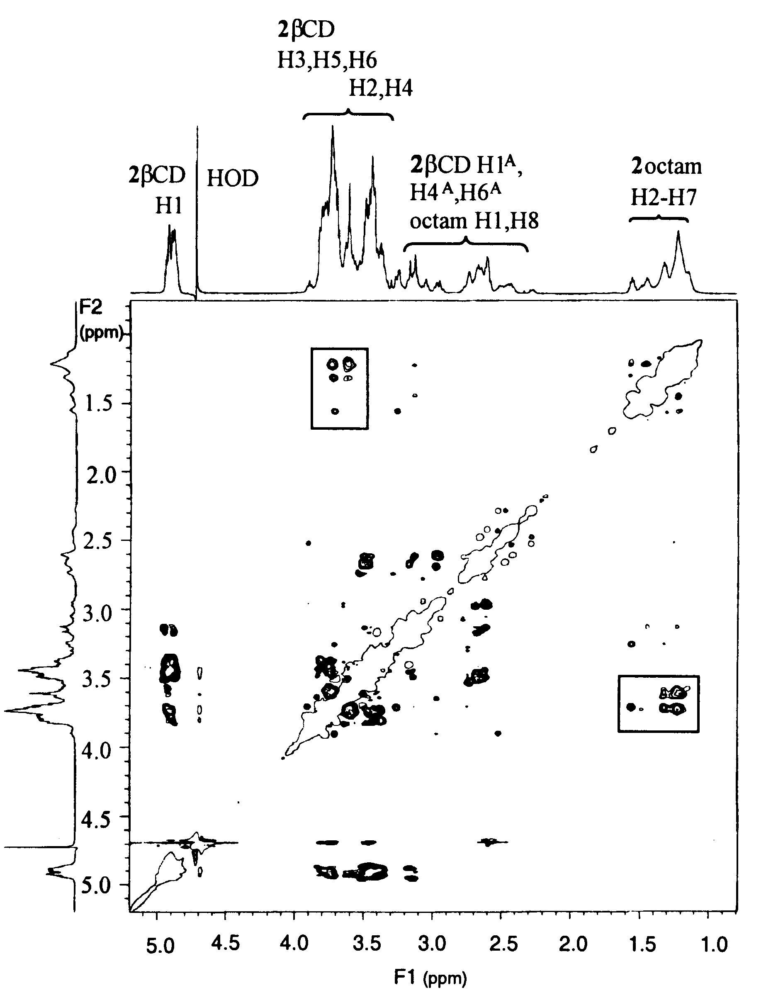 2βCD
H3,H5,H6
H2,H4
2βCD
H1
HOD
2βCD H1ᴬ,
H4ᴬ,H6ᴬ
octam H1,H8
2octam
H2-H7
F2
(ppm)
1.5
2.0
2.5
3.0
3.5
4.0
4.5
5.0
5.0 4.5 4.0 3.5 3.0 2.5 2.0 1.5 1.0
F1 (ppm)